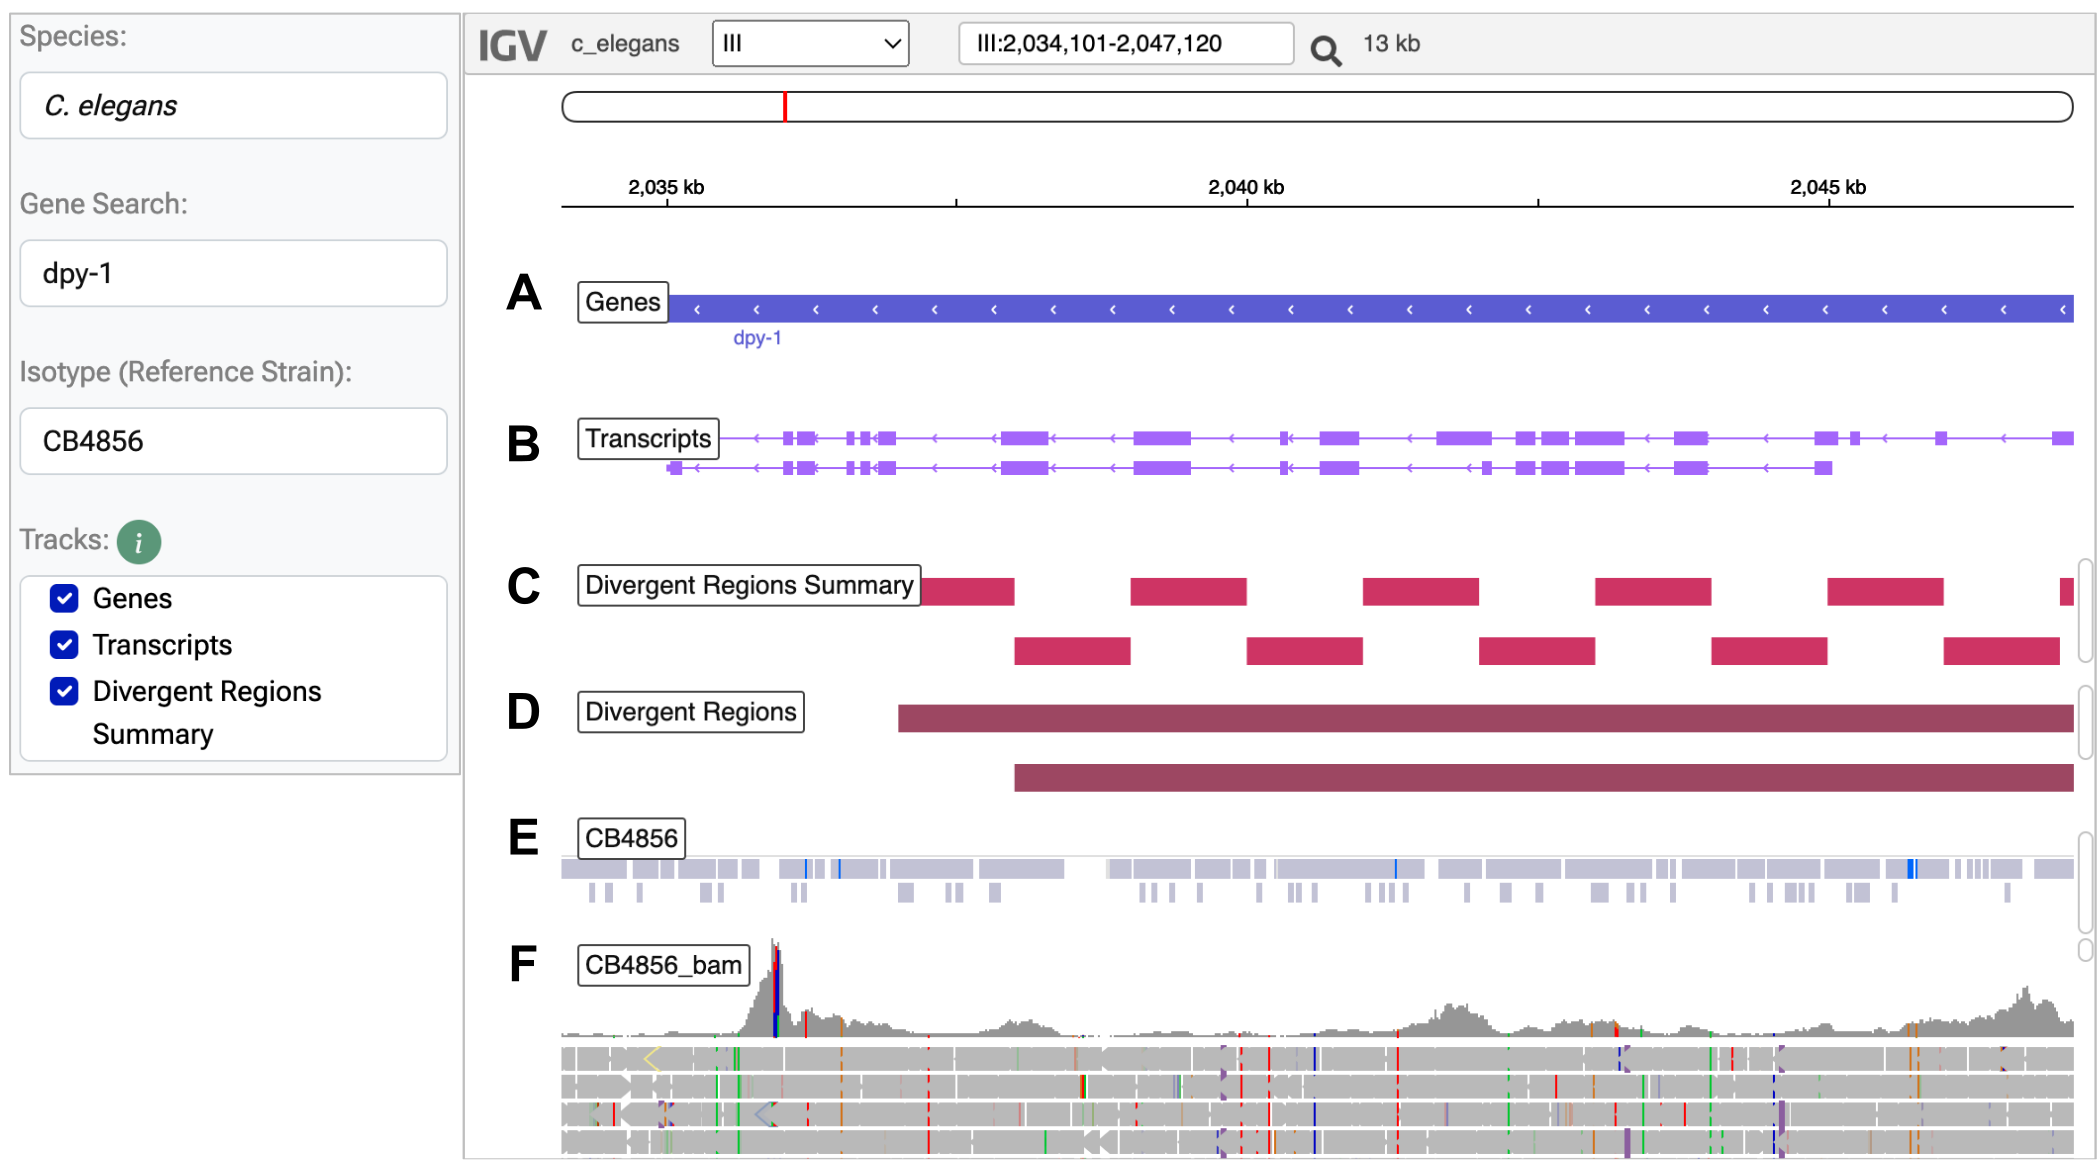 Species:
C. elegans
Gene Search:
dpy-1
Isotype (Reference Strain):
CB4856
Tracks: i
Genes
Transcripts
Divergent Regions
Summary
IGV c_elegans III III:2,034,101-2,047,120 13 kb
2,035 kb 2,040 kb 2,045 kb
A Genes
dpy-1
B Transcripts
C Divergent Regions Summary
D Divergent Regions
E CB4856
F CB4856_bam